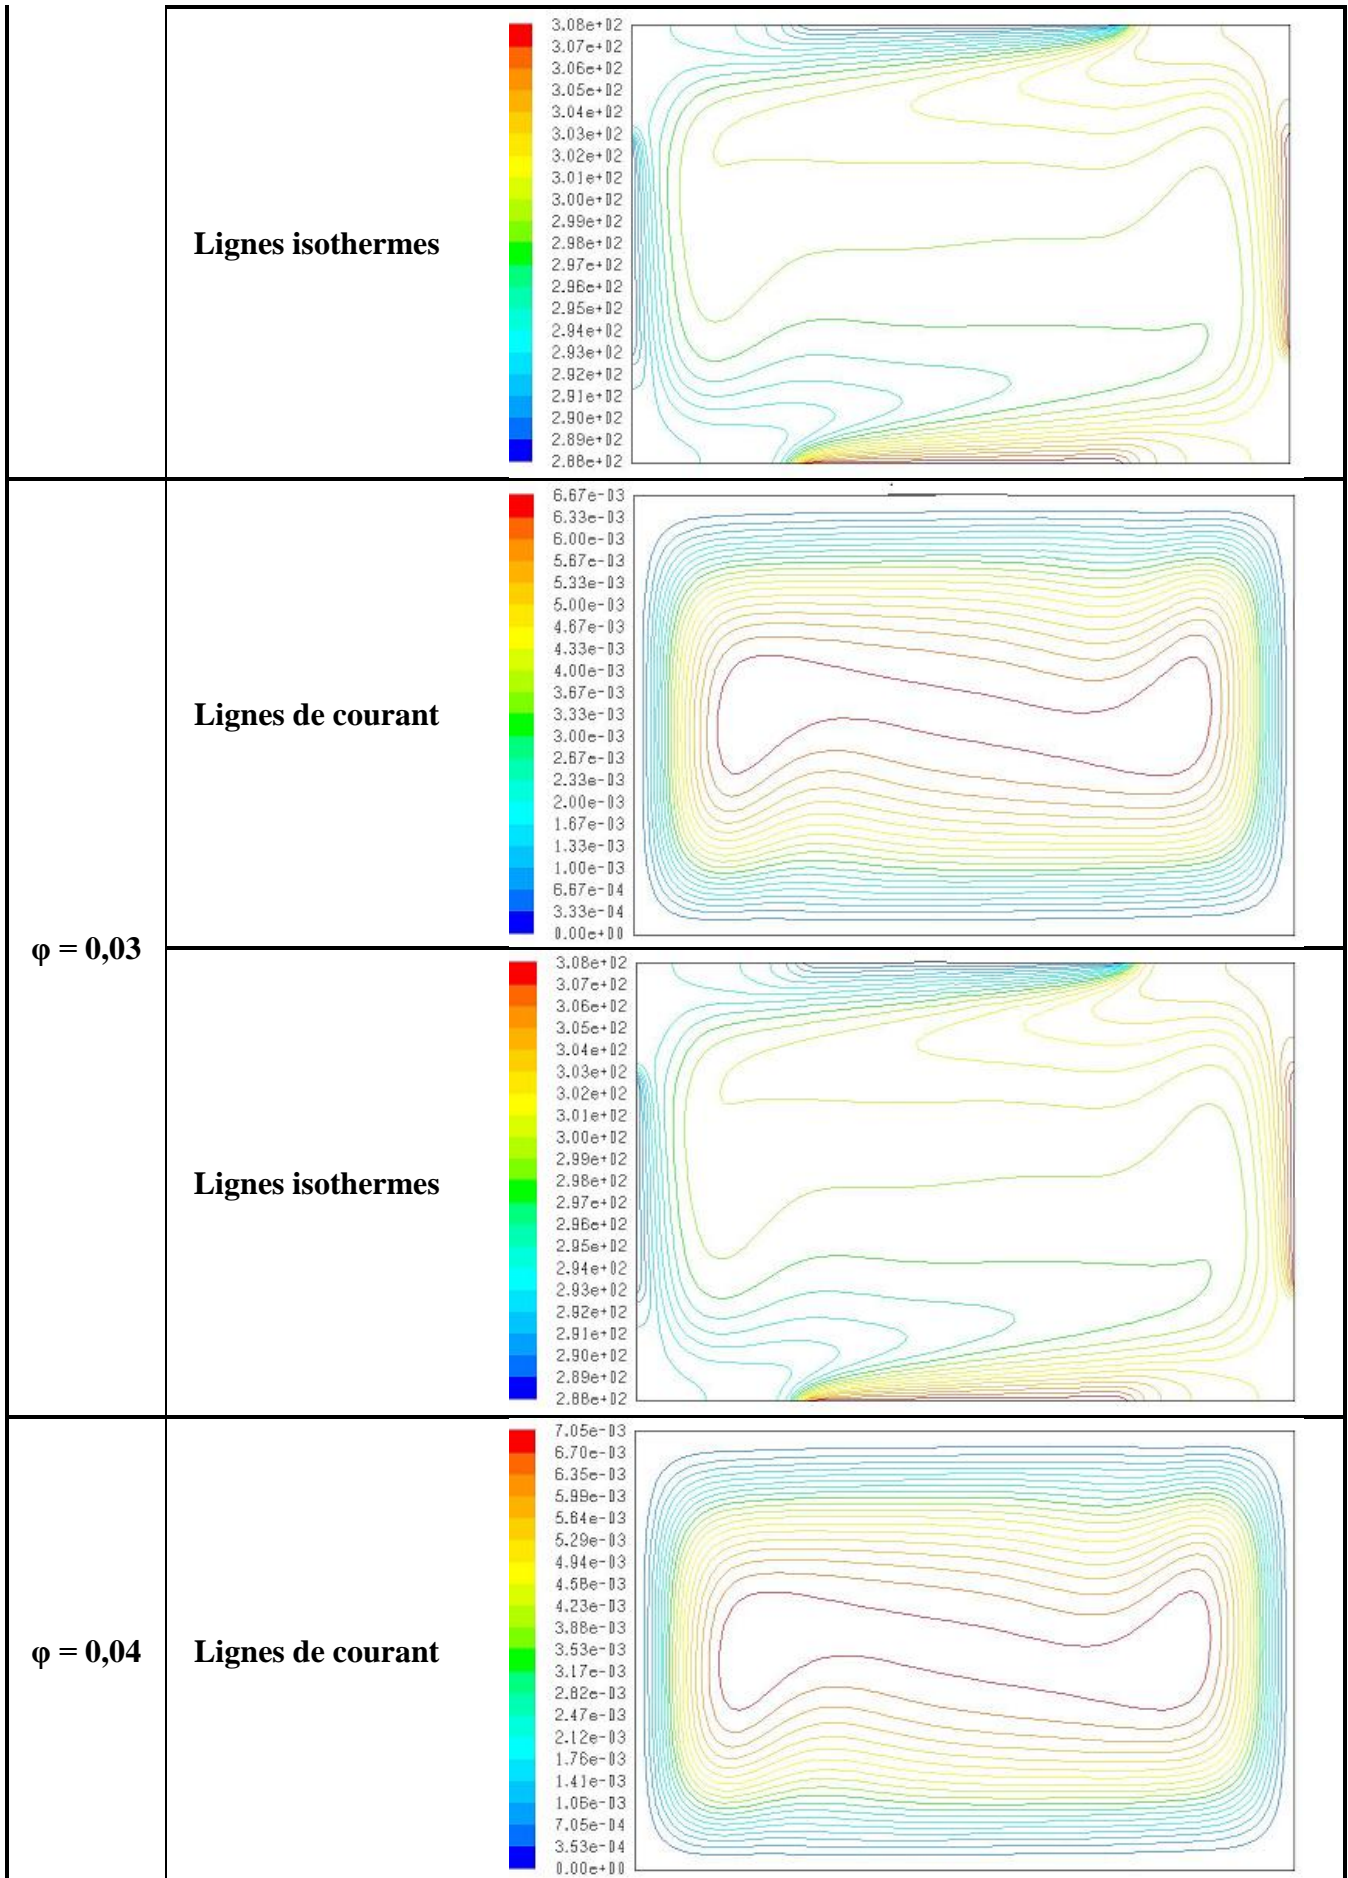 Lignes isothermes
3.08e+02
3.07e+02
3.06e+02
3.05e+02
3.04e+02
3.03e+02
3.02e+02
3.01e+02
3.00e+02
2.99e+02
2.98e+02
2.97e+02
2.96e+02
2.95e+02
2.94e+02
2.93e+02
2.92e+02
2.91e+02
2.90e+02
2.89e+02
2.88e+02
φ = 0,03
Lignes de courant
6.67e-03
6.33e-03
6.00e-03
5.67e-03
5.33e-03
5.00e-03
4.67e-03
4.33e-03
4.00e-03
3.67e-03
3.33e-03
3.00e-03
2.67e-03
2.33e-03
2.00e-03
1.67e-03
1.33e-03
1.00e-03
6.67e-04
3.33e-04
0.00e+00
Lignes isothermes
3.08e+02
3.07e+02
3.06e+02
3.05e+02
3.04e+02
3.03e+02
3.02e+02
3.01e+02
3.00e+02
2.99e+02
2.98e+02
2.97e+02
2.96e+02
2.95e+02
2.94e+02
2.93e+02
2.92e+02
2.91e+02
2.90e+02
2.89e+02
2.88e+02
φ = 0,04
Lignes de courant
7.05e-03
6.70e-03
6.35e-03
5.99e-03
5.64e-03
5.29e-03
4.94e-03
4.58e-03
4.23e-03
3.88e-03
3.53e-03
3.17e-03
2.82e-03
2.47e-03
2.12e-03
1.76e-03
1.41e-03
1.06e-03
7.05e-04
3.53e-04
0.00e+00